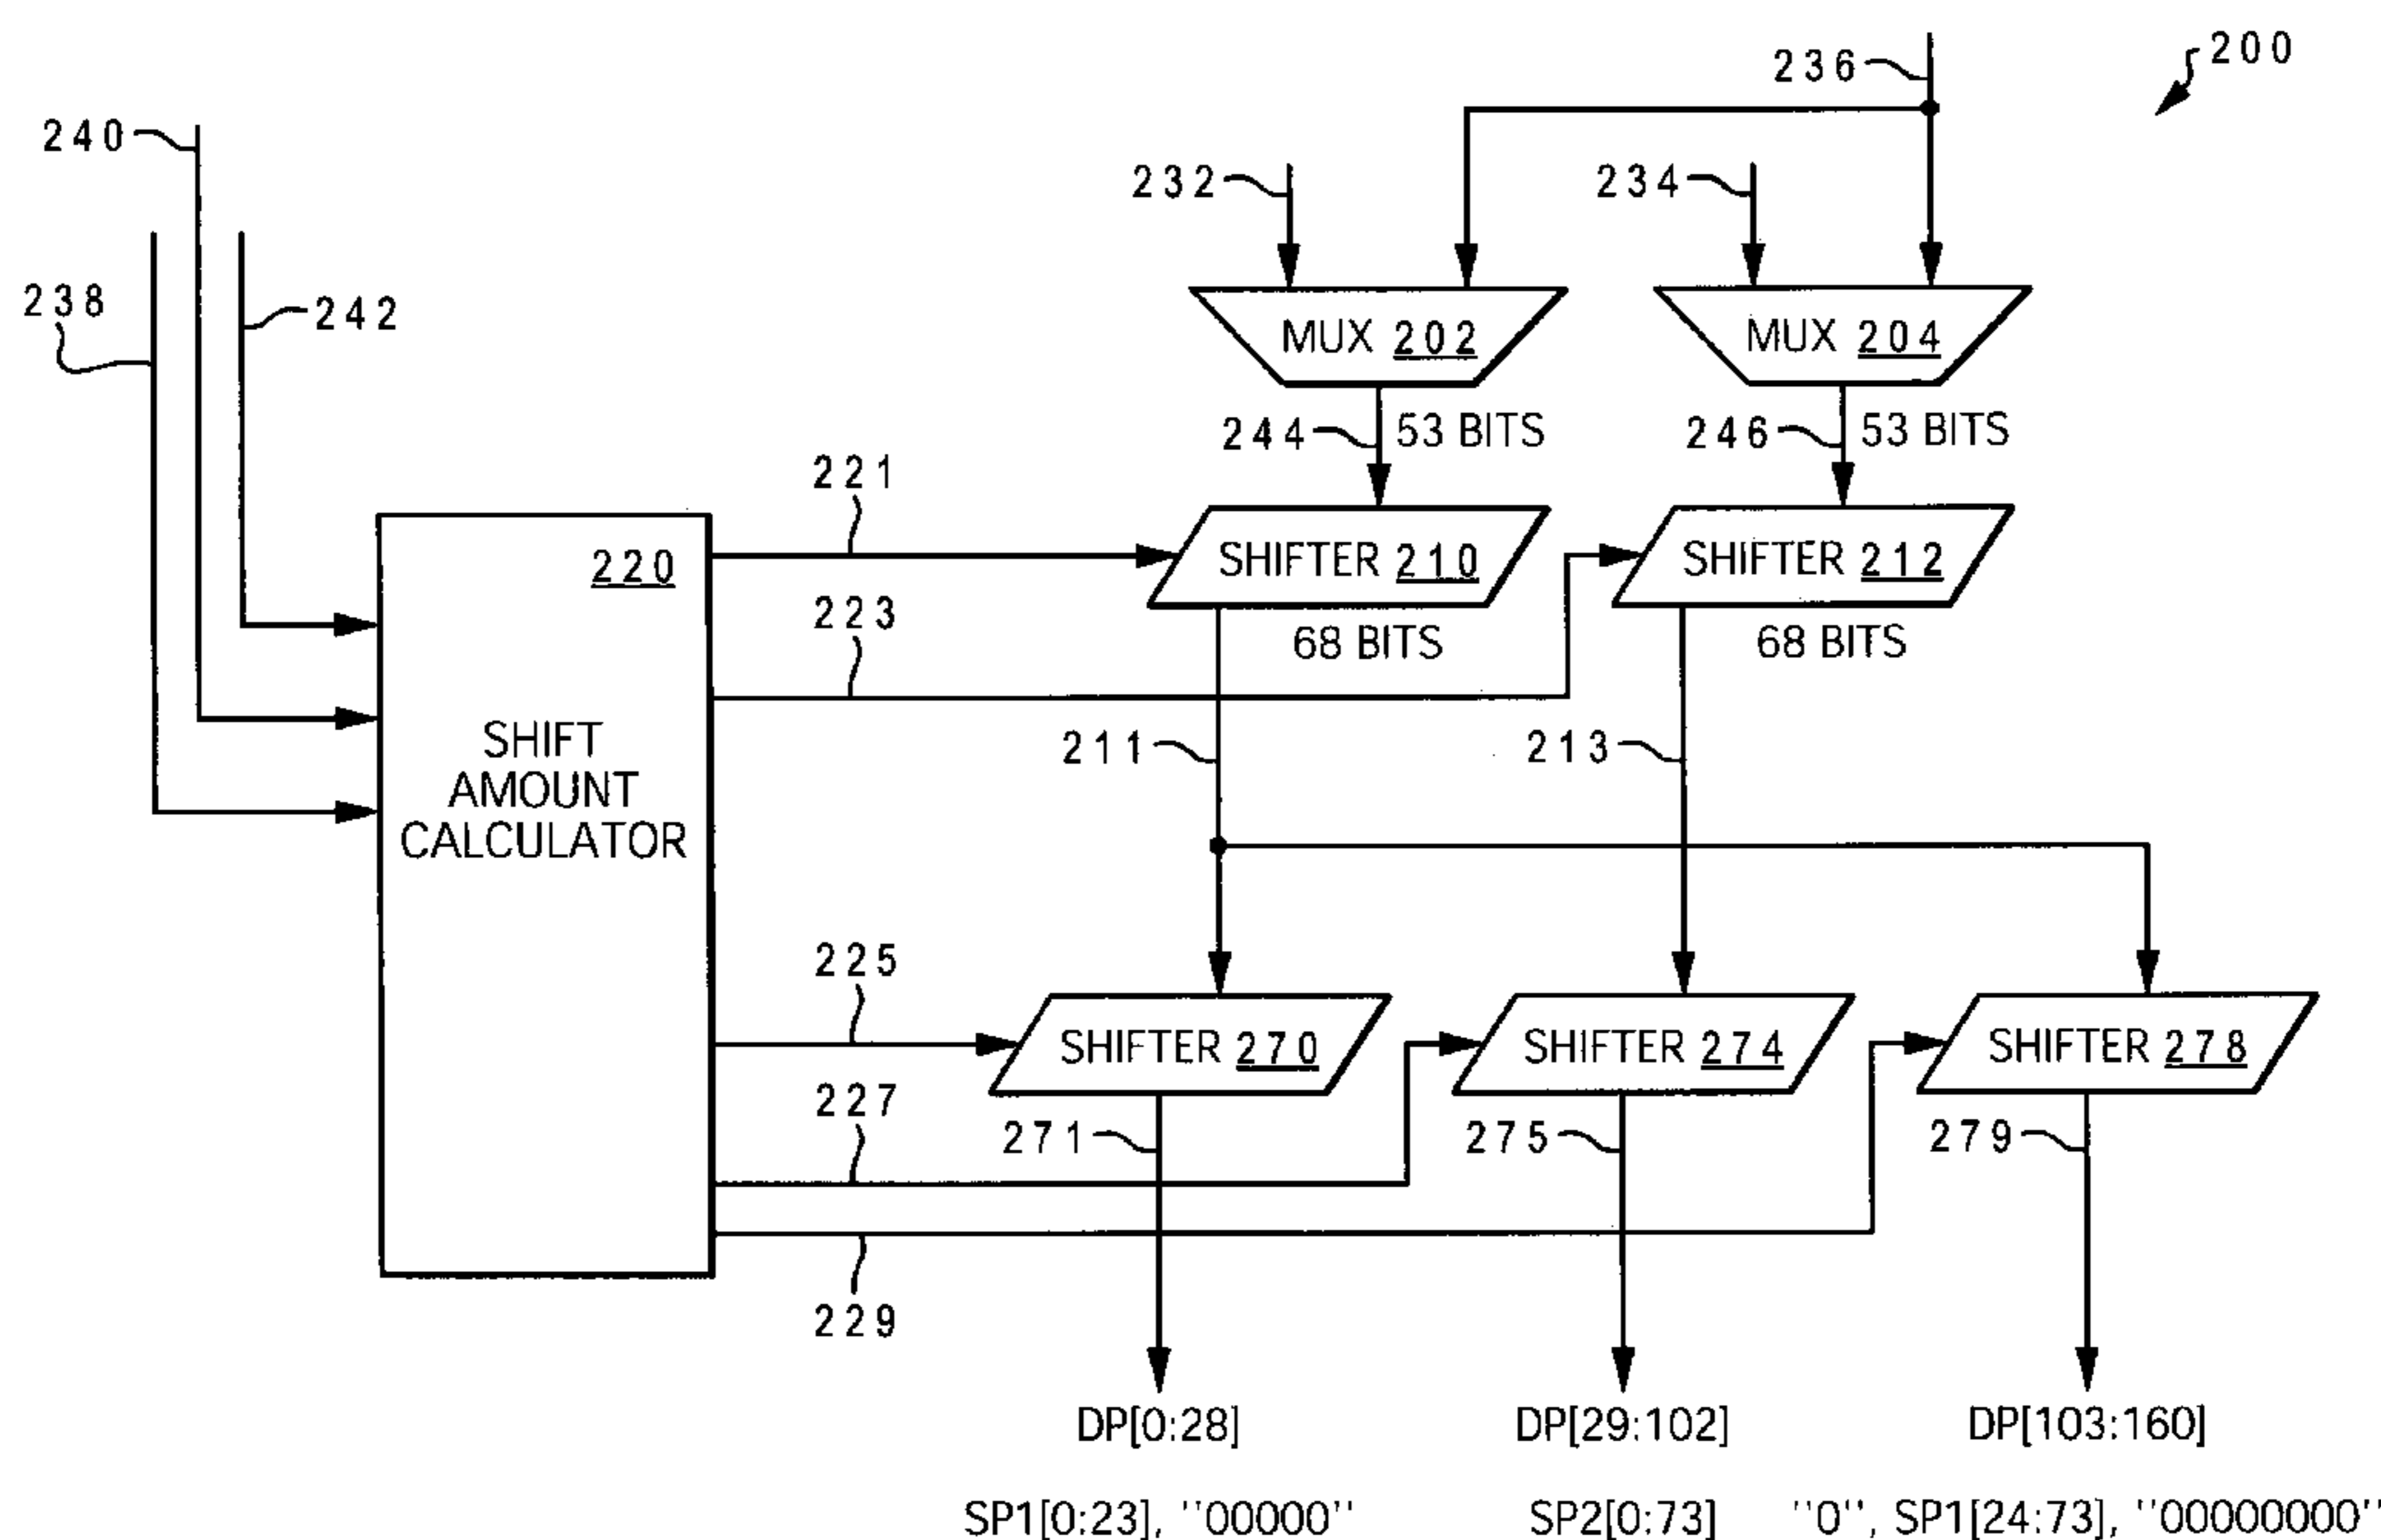 200
236
240
232
234
238
242
MUX 202
MUX 204
244
53 BITS
246
53 BITS
221
220
SHIFTER 210
SHIFTER 212
223
68 BITS
68 BITS
SHIFT
AMOUNT
CALCULATOR
211
213
225
SHIFTER 270
SHIFTER 274
SHIFTER 278
227
271
275
279
229
DP[0:28]
DP[29:102]
DP[103:160]
SP1[0:23], "00000"
SP2[0:73]
"0", SP1[24:73], "00000000"